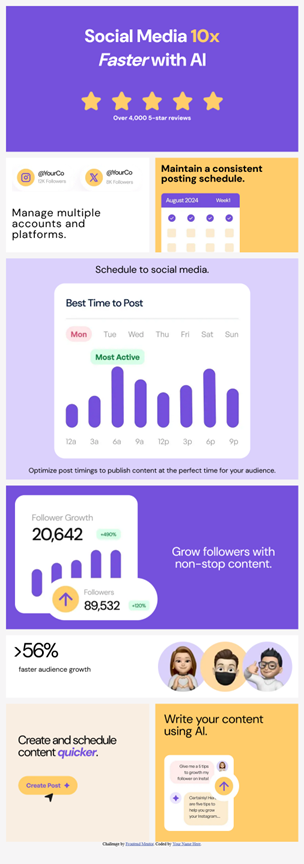 Social Media 10x
Faster with AI
Over 4,000 5-star reviews
@YourCo
12K Followers
@YourCo
8K Followers
Manage multiple
accounts and
platforms.
Maintain a consistent
posting schedule.
August 2024
Week1
Schedule to social media.
Best Time to Post
Mon Tue Wed Thu Fri Sat Sun
Most Active
12a 3a 6a 9a 12p 3p 6p 9p
Optimize post timings to publish content at the perfect time for your audience.
Follower Growth
20,642
+490%
Followers
89,532
+130%
Grow followers with
non-stop content.
>56%
faster audience growth
Create and schedule
content quicker.
Create Post
Write your content
using AI.
Give me a 5 tips
to growth my
follower on Insta!
Certainly! Here
are five tips to
help you grow
your Instagram...
Challenge by Frontend Mentor. Coded by Your Name Here.